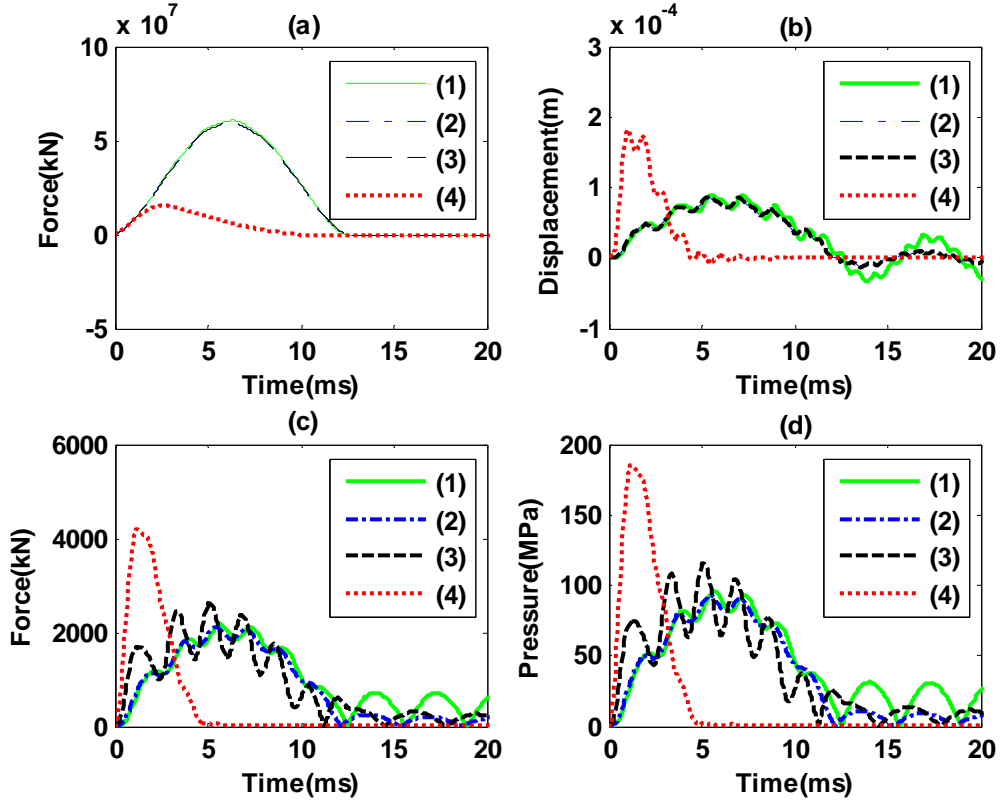 x 10^7
(a)
10
5
0
-5
Force(kN)
(1)
(2)
(3)
(4)
0 5 10 15 20
Time(ms)
x 10^-4
(b)
3
2
1
0
-1
Displacement(m)
(1)
(2)
(3)
(4)
0 5 10 15 20
Time(ms)
(c)
6000
4000
2000
0
Force(kN)
(1)
(2)
(3)
(4)
0 5 10 15 20
Time(ms)
(d)
200
150
100
50
0
Pressure(MPa)
(1)
(2)
(3)
(4)
0 5 10 15 20
Time(ms)